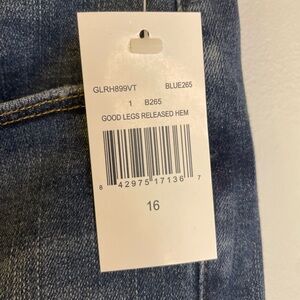 GLRH899VT BLUE265
1 B265
GOOD LEGS RELEASED HEM
8 42975 17136 7
16